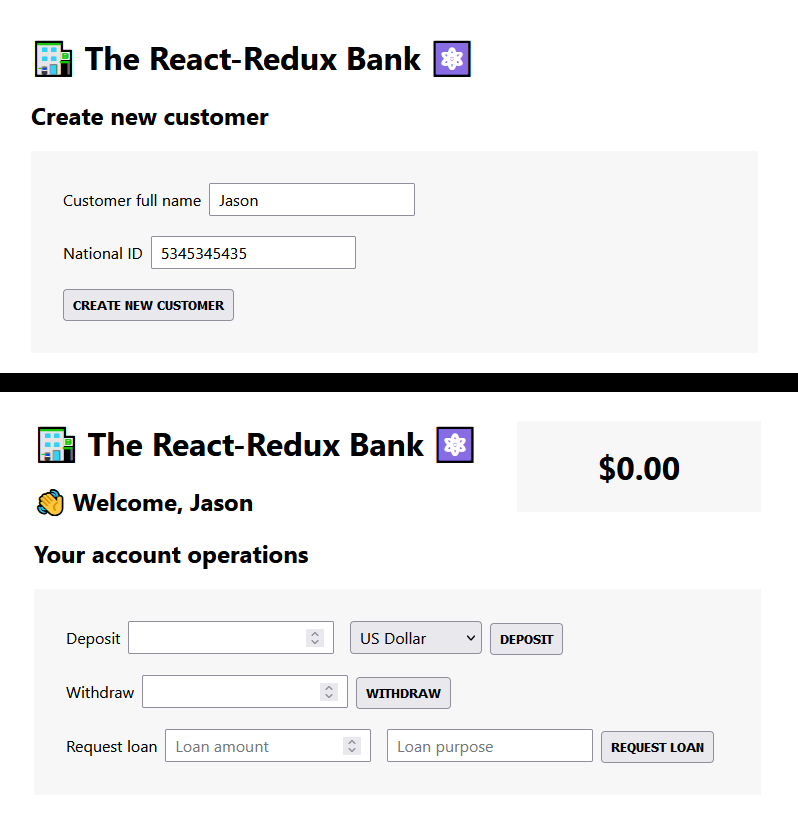 The React-Redux Bank
Create new customer
Customer full name Jason
National ID 5345345435
CREATE NEW CUSTOMER
The React-Redux Bank
$0.00
Welcome, Jason
Your account operations
Deposit US Dollar DEPOSIT
Withdraw WITHDRAW
Request loan Loan amount Loan purpose REQUEST LOAN